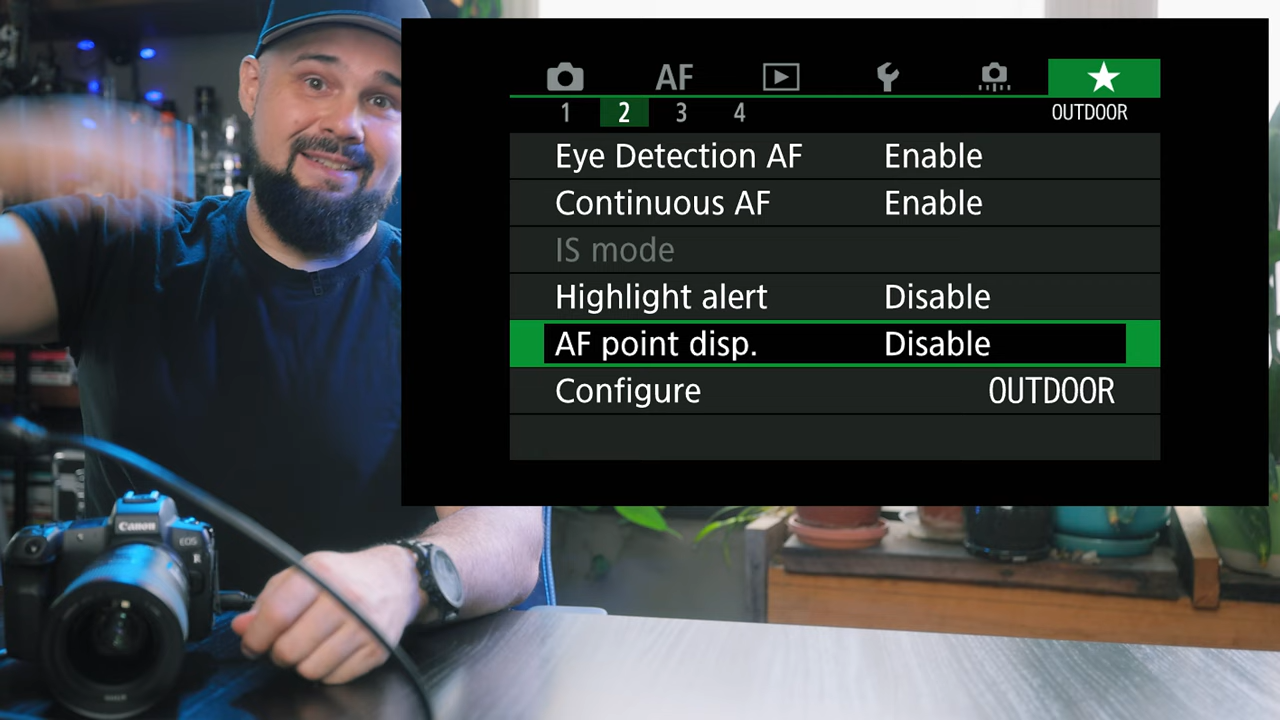 AF
1 2 3 4 OUTDOOR
Eye Detection AF Enable
Continuous AF Enable
IS mode
Highlight alert Disable
AF point disp. Disable
Configure OUTDOOR
Canon
EOS
R